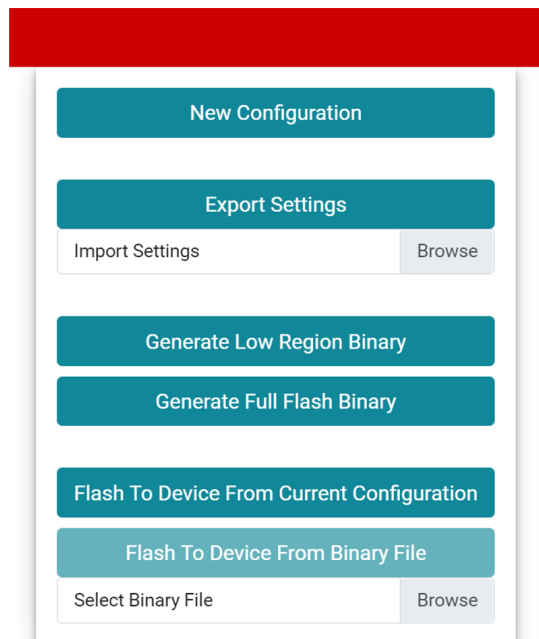 New Configuration
Export Settings
Import Settings Browse
Generate Low Region Binary
Generate Full Flash Binary
Flash To Device From Current Configuration
Flash To Device From Binary File
Select Binary File Browse